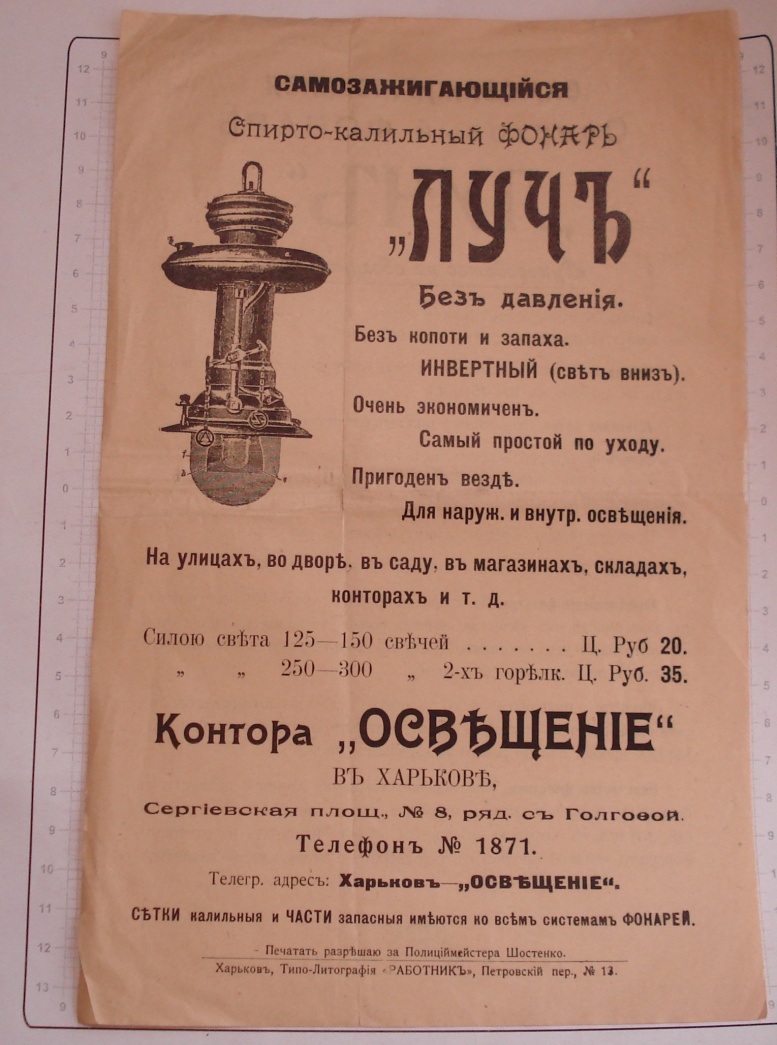 САМОЗАЖИГАЮЩІЙСЯ
Спирто-калильный ФОНАРЬ
„ЛУЧЪ“
Безъ давленія.
Безъ копоти и запаха.
ИНВЕРТНЫЙ (свѣтъ внизъ).
Очень экономиченъ.
Самый простой по уходу.
Пригоденъ вездѣ.
Для наруж. и внутр. освѣщенія.
На улицахъ, во дворѣ, въ саду, въ магазинахъ, складахъ,
конторахъ и т. д.
Силою свѣта 125—150 свѣчей . . . . . . . Ц. Руб 20.
„ „ 250—300 „ 2-хъ горѣлк. Ц. Руб. 35.
Контора „ОСВѢЩЕНІЕ“
ВЪ ХАРЬКОВѢ,
Сергіевская площ., № 8, ряд. съ Голговой.
Телефонъ № 1871.
Телегр. адресъ: Харьковъ—„ОСВѢЩЕНІЕ“.
СѢТКИ калильныя и ЧАСТИ запасныя имѣются ко всѣмъ системамъ ФОНАРЕЙ.
Печатать разрѣшаю за Полиціймейстера Шостенко.
Харьковъ, Типо-Литографія «РАБОТНИКЪ», Петровскій пер., № 13.